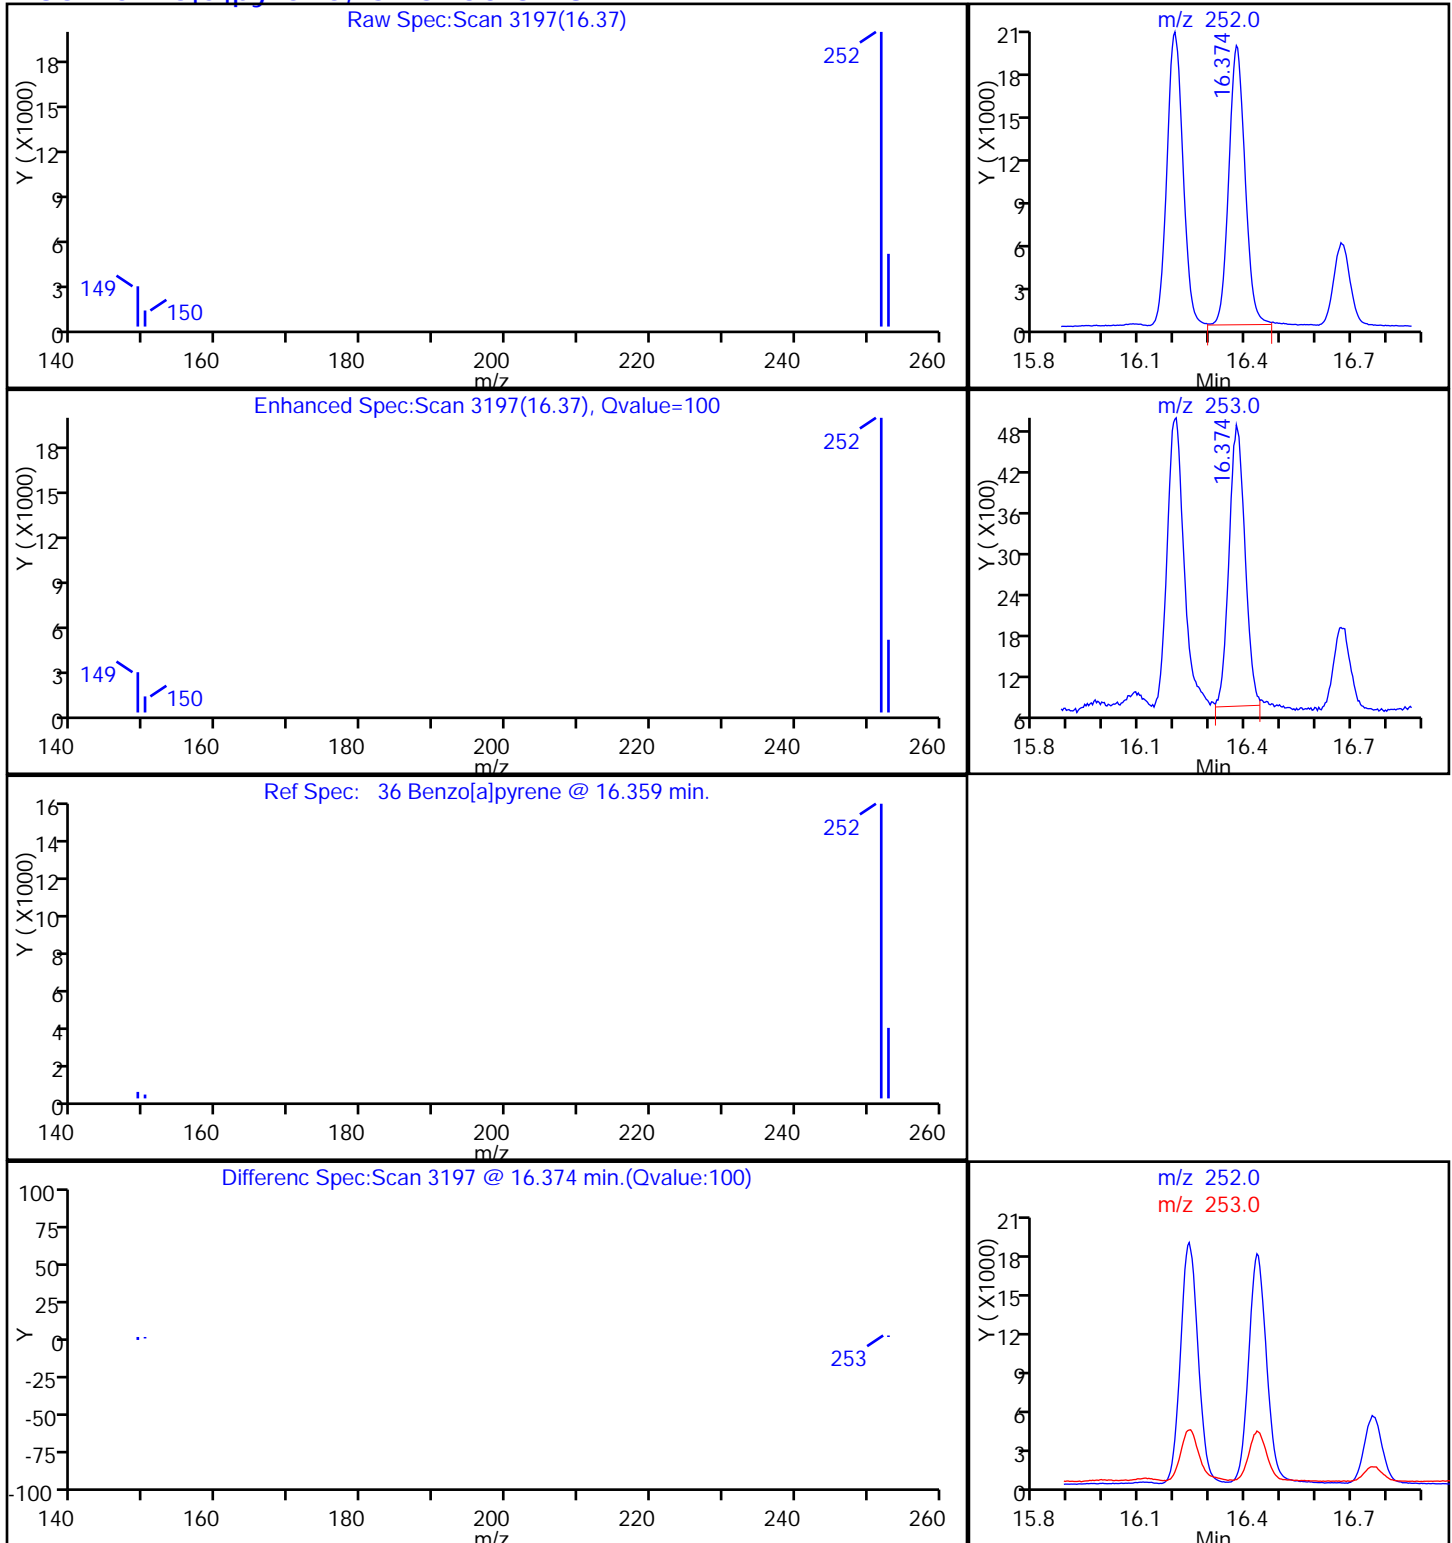 Raw Spec:Scan 3197(16.37)
Y ( X1000)
18
15
12
9
6
3
0
252
149
150
140 160 180 200 220 240 260
m/z
m/z 252.0
Y ( X1000)
21
18
15
12
9
6
3
0
16.374
15.8 16.1 16.4 16.7
Min
Enhanced Spec:Scan 3197(16.37), Qvalue=100
Y ( X1000)
18
15
12
9
6
3
0
252
149
150
140 160 180 200 220 240 260
m/z
m/z 253.0
Y ( X100)
48
42
36
30
24
18
12
6
16.374
15.8 16.1 16.4 16.7
Min
Ref Spec: 36 Benzo[a]pyrene @ 16.359 min.
Y ( X1000)
16
14
12
10
8
6
4
2
0
252
140 160 180 200 220 240 260
m/z
Differenc Spec:Scan 3197 @ 16.374 min.(Qvalue:100)
Y
100
75
50
25
0
-25
-50
-75
-100
253
140 160 180 200 220 240 260
m/z
m/z 252.0
m/z 253.0
Y ( X1000)
21
18
15
12
9
6
3
0
15.8 16.1 16.4 16.7
Min